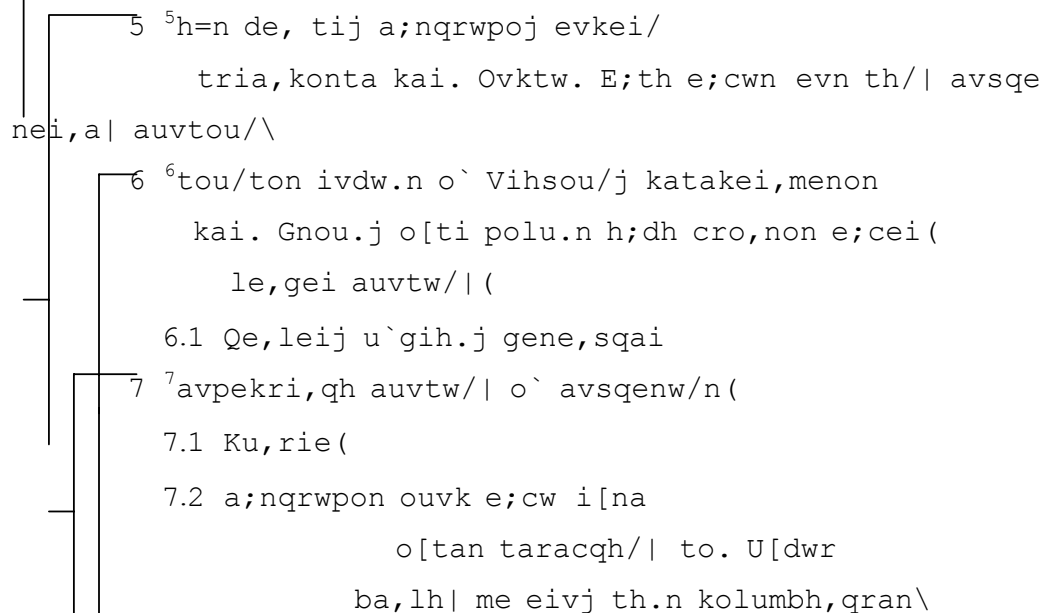 5 ⁵h=n de, tij a;nqrwpoj evkei/
tria,konta kai. Ovktw. E;th e;cwn evn th/| avsqe
nei,a| auvtou/\
6 ⁶tou/ton ivdw.n o` Vihsou/j katakei,menon
kai. Gnou.j o[ti polu.n h;dh cro,non e;cei(
le,gei auvtw/|(
6.1 Qe,leij u`gih.j gene,sqai
7 ⁷avpekri,qh auvtw/| o` avsqenw/n(
7.1 Ku,rie(
7.2 a;nqrwpon ouvk e;cw i[na
o[tan taracqh/| to. U[dwr
ba,lh| me eivj th.n kolumbh,qran\